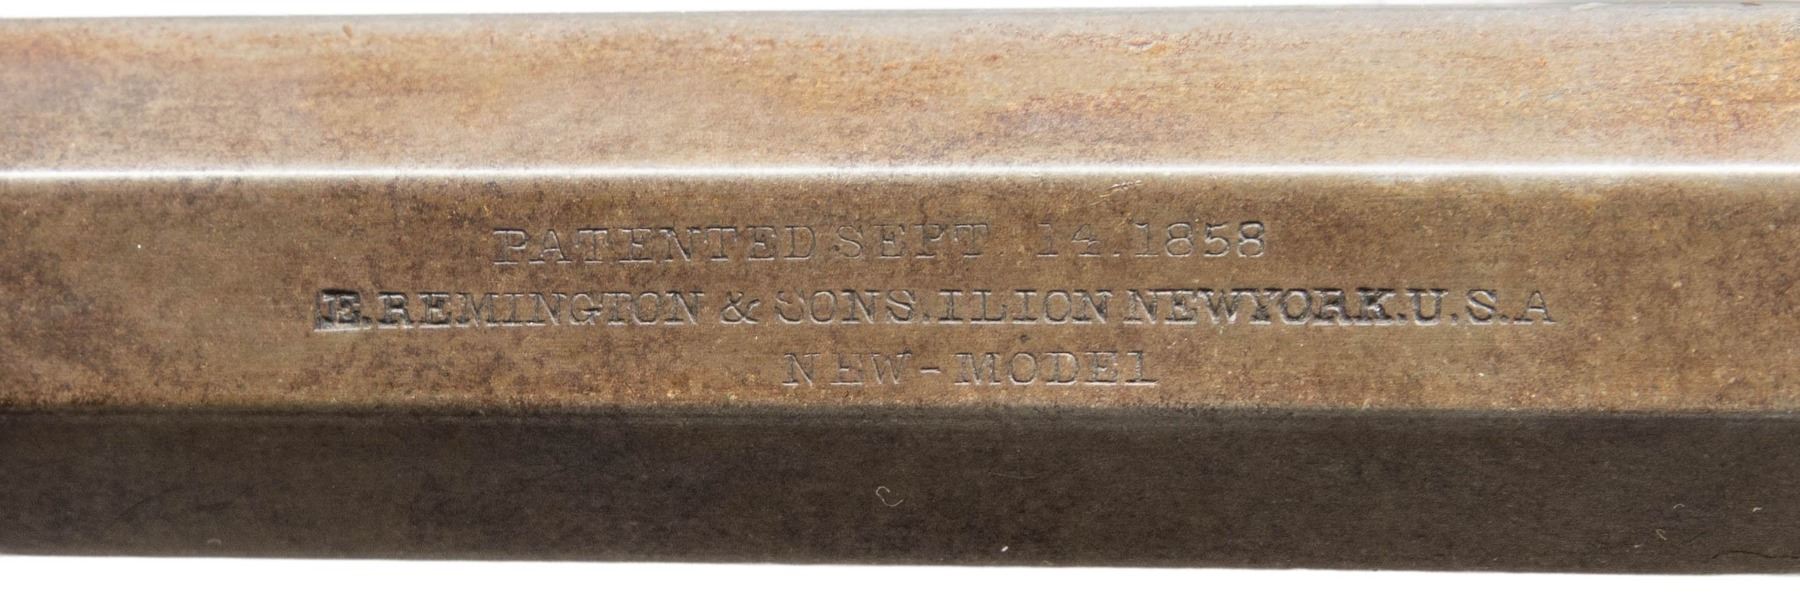 PATENTED SEPT. 14.1858
E.REMINGTON & SONS.ILION NEWYORK.U.S.A
NEW-MODEL